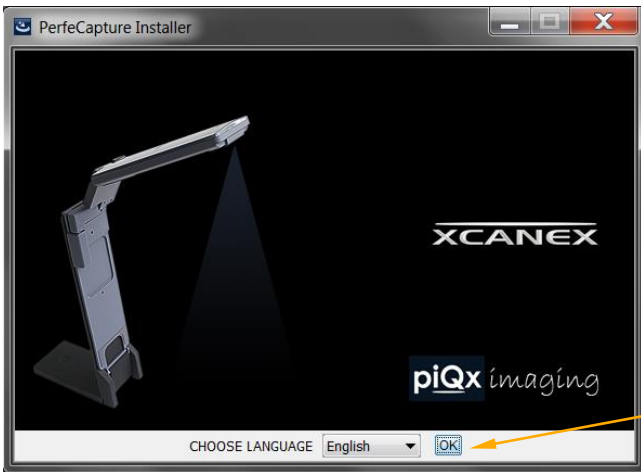 PerfeCapture Installer
XCANEX
piQx imaging
CHOOSE LANGUAGE English OK